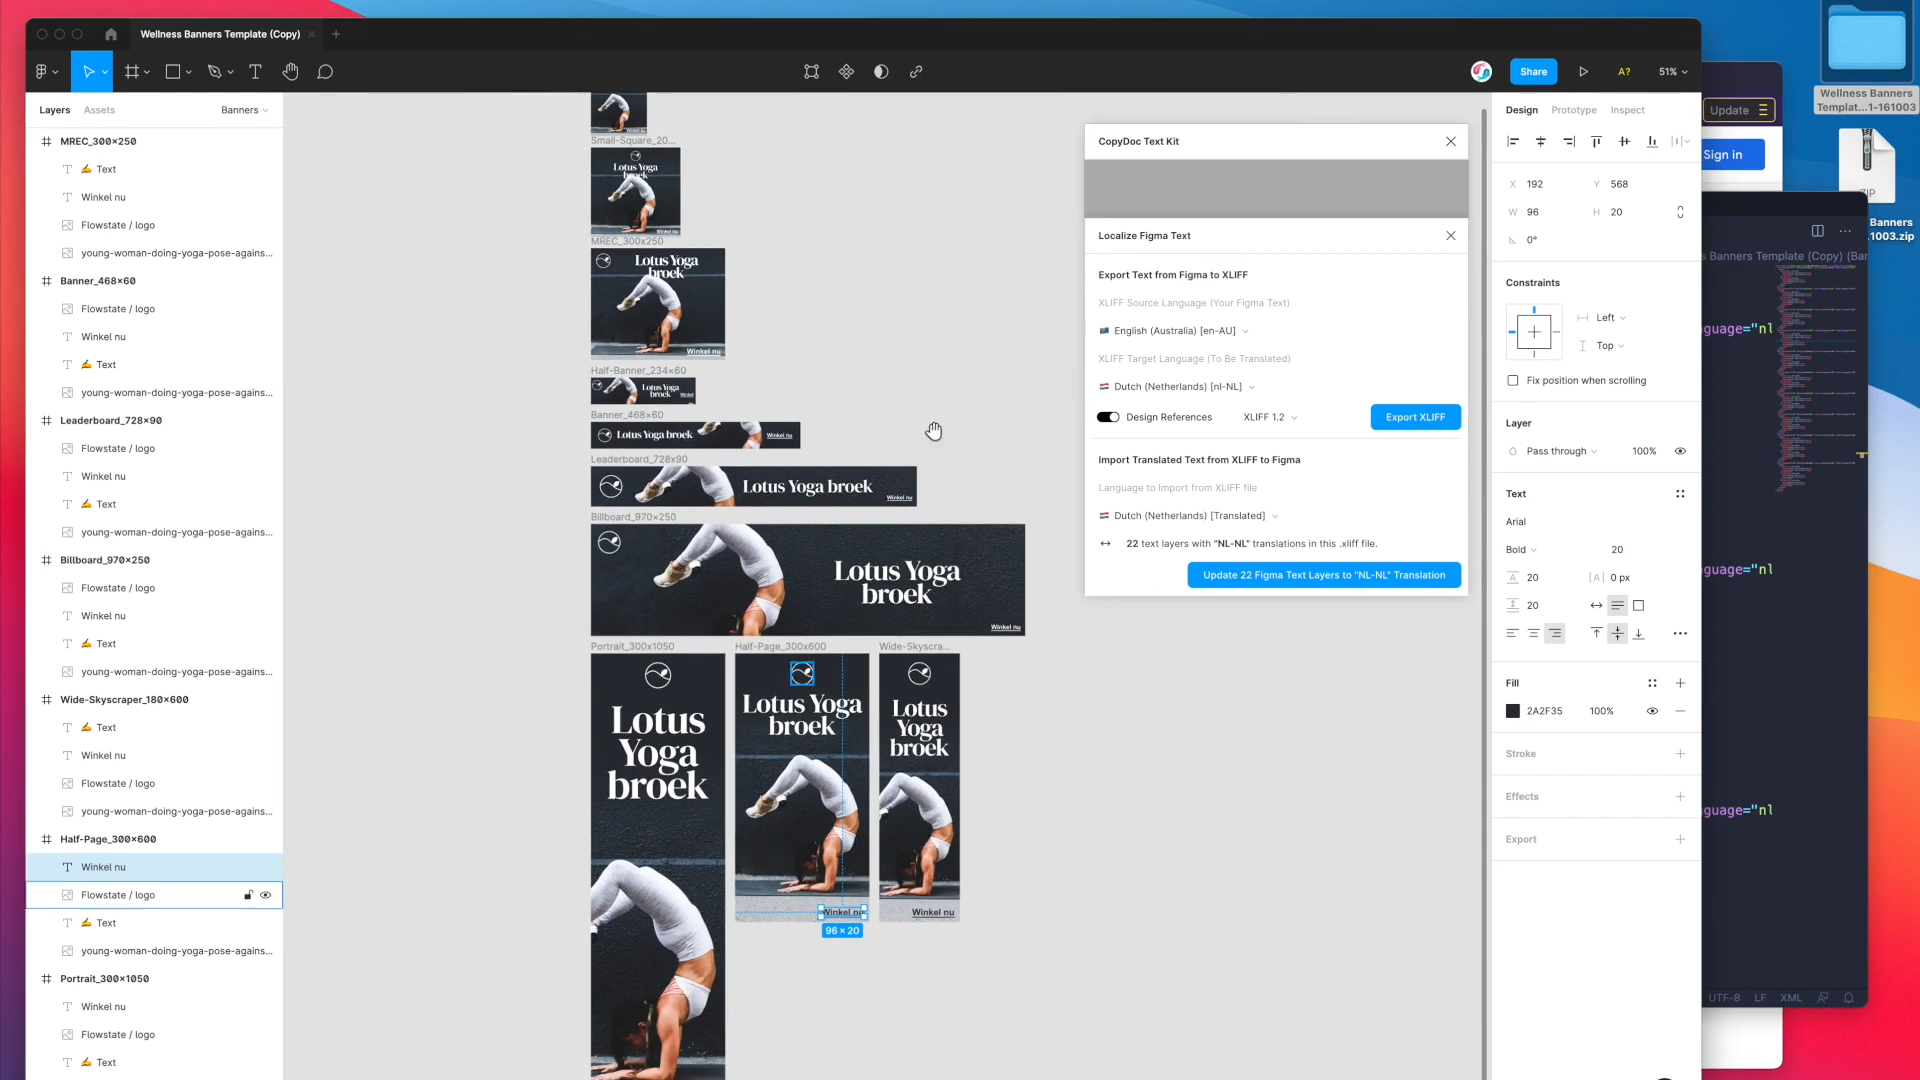 Wellness Banners Template (Copy)
Share
A?
51%
Layers
Assets
Banners
MREC_300×250
✍️ Text
Winkel nu
Flowstate / logo
young-woman-doing-yoga-pose-agains...
Banner_468×60
Flowstate / logo
Winkel nu
✍️ Text
young-woman-doing-yoga-pose-agains...
Leaderboard_728×90
Flowstate / logo
Winkel nu
✍️ Text
young-woman-doing-yoga-pose-agains...
Billboard_970×250
Flowstate / logo
Winkel nu
✍️ Text
young-woman-doing-yoga-pose-agains...
Wide-Skyscraper_180×600
✍️ Text
Winkel nu
Flowstate / logo
young-woman-doing-yoga-pose-agains...
Half-Page_300×600
Winkel nu
Flowstate / logo
✍️ Text
young-woman-doing-yoga-pose-agains...
Portrait_300×1050
Winkel nu
Flowstate / logo
✍️ Text
Small-Square_20...
Lotus Yoga
broek
Winkel nu
MREC_300x250
Lotus Yoga
broek
Winkel nu
Half-Banner_234×60
Lotus Yoga
broek
Banner_468×60
Lotus Yoga broek
Winkel nu
Leaderboard_728x90
Lotus Yoga broek
Winkel nu
Billboard_970×250
Lotus Yoga
broek
Winkel nu
Portrait_300x1050
Lotus
Yoga
broek
Half-Page_300x600
Lotus Yoga
broek
Winkel nu
96 × 20
Wide-Skyscra...
Lotus
Yoga
broek
Winkel nu
CopyDoc Text Kit
Localize Figma Text
Export Text from Figma to XLIFF
XLIFF Source Language (Your Figma Text)
English (Australia) [en-AU]
XLIFF Target Language (To Be Translated)
Dutch (Netherlands) [nl-NL]
Design References
XLIFF 1.2
Export XLIFF
Import Translated Text from XLIFF to Figma
Language to Import from XLIFF file
Dutch (Netherlands) [Translated]
22 text layers with "NL-NL" translations in this .xliff file.
Update 22 Figma Text Layers to "NL-NL" Translation
Design
Prototype
Inspect
X 192
Y 568
W 96
H 20
0°
Constraints
Left
Top
Fix position when scrolling
Layer
Pass through
100%
Text
Arial
Bold
20
20
0 px
20
Fill
2A2F35
100%
Stroke
Effects
Export
Update
Sign in
s Banners Template (Copy) (Bar
guage="nl
guage="nl
guage="nl
UTF-8
LF
XML
Wellness Banners
Templat...1-161003
ZIP
Banners
1003.zip